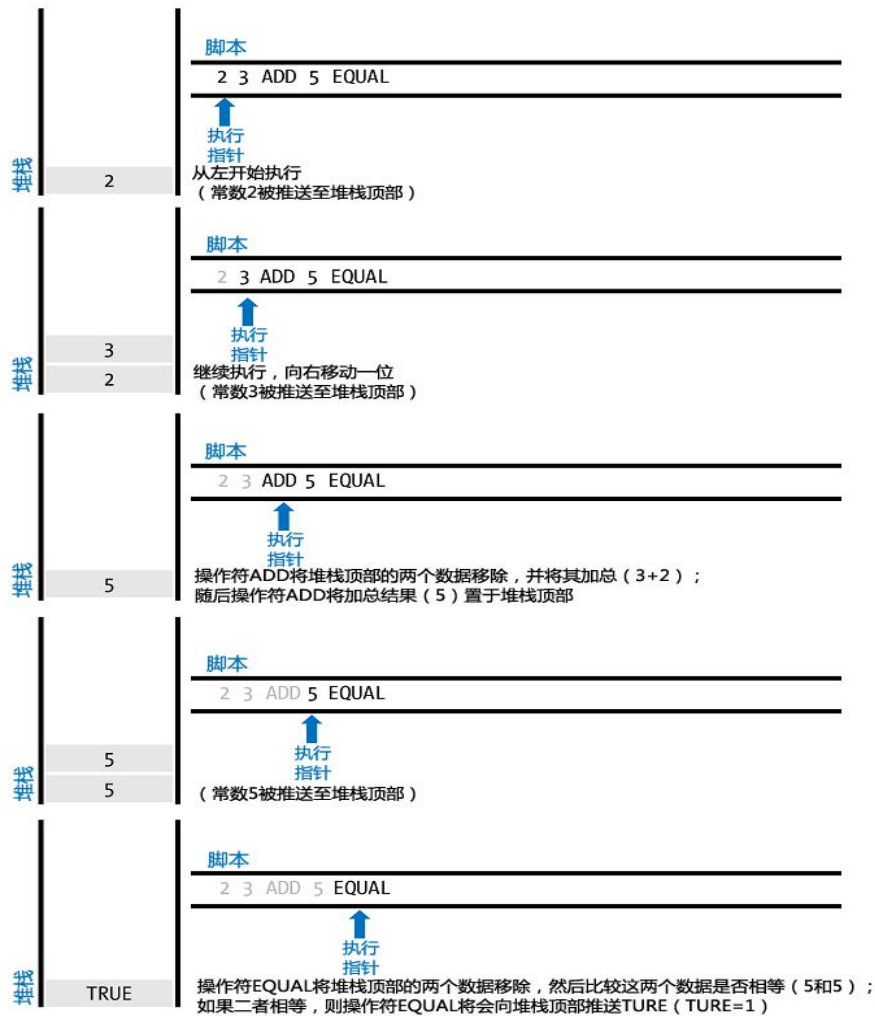 脚本
2 3 ADD 5 EQUAL
执行
指针
堆栈
2
从左开始执行
（常数2被推送至堆栈顶部）
脚本
2 3 ADD 5 EQUAL
执行
指针
堆栈
3
2
继续执行，向右移动一位
（常数3被推送至堆栈顶部）
脚本
2 3 ADD 5 EQUAL
执行
指针
堆栈
5
操作符ADD将堆栈顶部的两个数据移除，并将其加总（3+2）；
随后操作符ADD将加总结果（5）置于堆栈顶部
脚本
2 3 ADD 5 EQUAL
执行
指针
堆栈
5
5
（常数5被推送至堆栈顶部）
脚本
2 3 ADD 5 EQUAL
执行
指针
堆栈
TRUE
操作符EQUAL将堆栈顶部的两个数据移除，然后比较这两个数据是否相等（5和5）；
如果二者相等，则操作符EQUAL将会向堆栈顶部推送TURE（TURE=1）